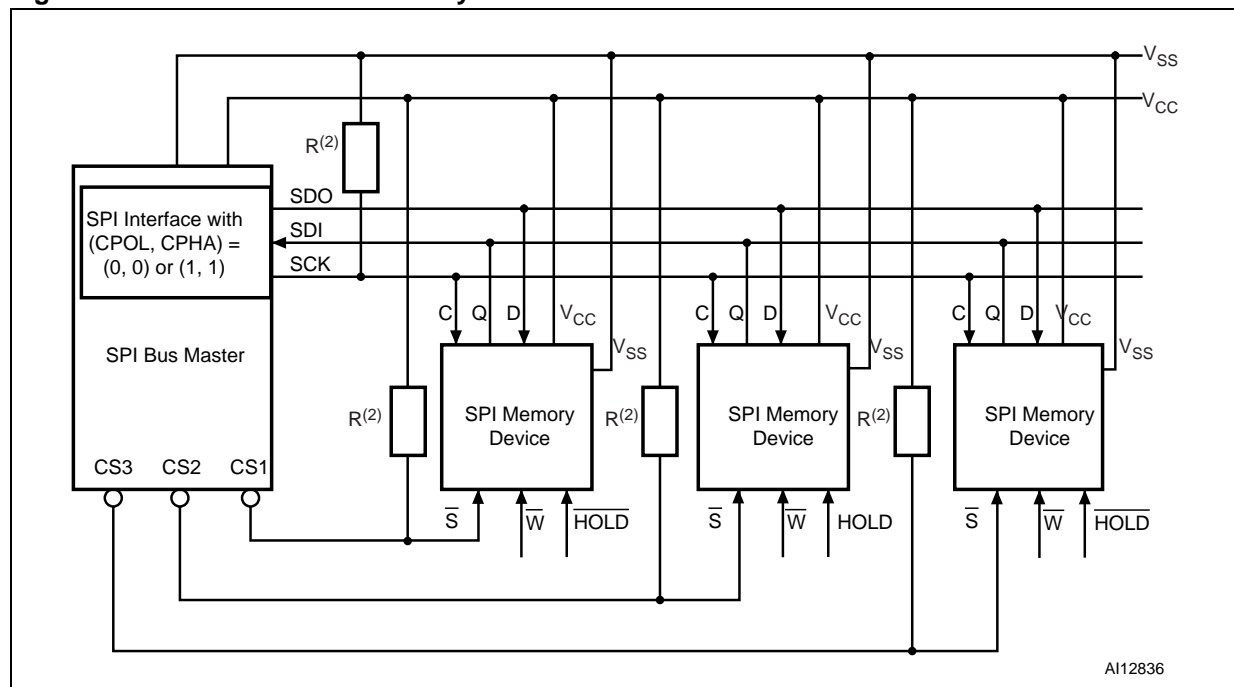 V_SS
V_CC
R(2)
SDO
SPI Interface with
(CPOL, CPHA) =
(0, 0) or (1, 1)
SDI
SCK
C Q D V_CC V_SS
C Q D V_CC V_SS
C Q D V_CC V_SS
SPI Bus Master
R(2)
SPI Memory
Device
R(2)
SPI Memory
Device
R(2)
SPI Memory
Device
CS3 CS2 CS1
S̅ W̅ H̅O̅L̅D̅
S̅ W̅ HOLD
S̅ W̅ H̅O̅L̅D̅
AI12836